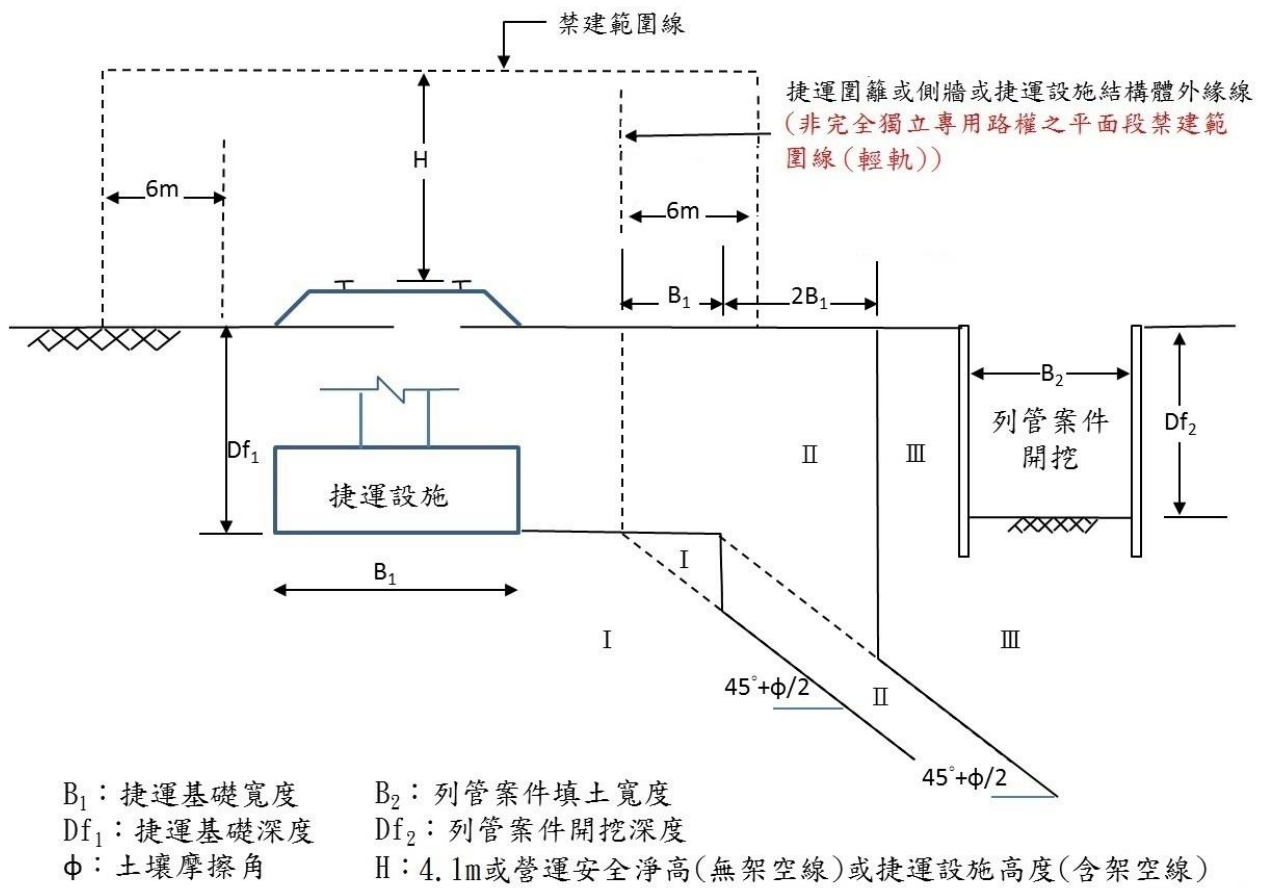 禁建範圍線
捷運圍籬或側牆或捷運設施結構體外緣線
(非完全獨立專用路權之平面段禁建範
圍線(輕軌))
H
6m
6m
B₁
2B₁
B₂
Df₁
Df₂
列管案件
開挖
Ⅱ
Ⅲ
捷運設施
B₁
Ⅰ
Ⅰ
Ⅲ
45°+ϕ/2
Ⅱ
45°+ϕ/2
B₁：捷運基礎寬度
B₂：列管案件填土寬度
Df₁：捷運基礎深度
Df₂：列管案件開挖深度
ϕ：土壤摩擦角
H：4.1m或營運安全淨高(無架空線)或捷運設施高度(含架空線)